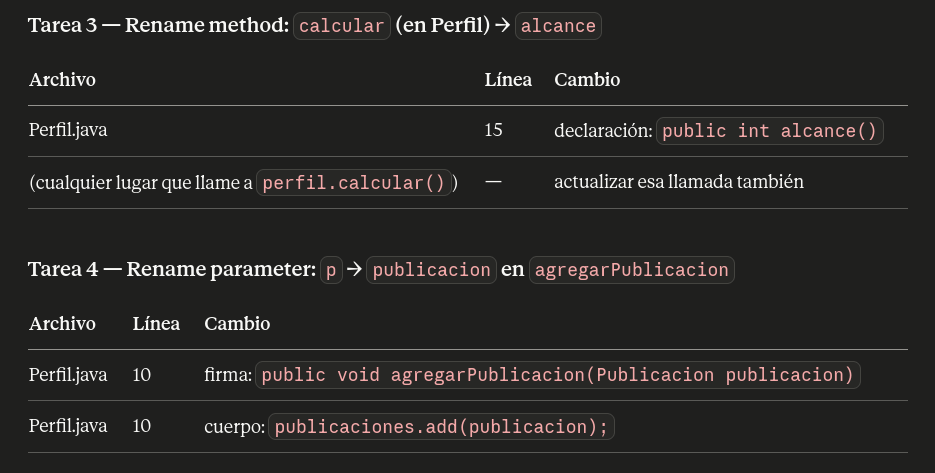 Tarea 3 — Rename method: calcular (en Perfil) → alcance
Archivo Línea Cambio
Perfil.java 15 declaración: public int alcance()
(cualquier lugar que llame a perfil.calcular()) — actualizar esa llamada también
Tarea 4 — Rename parameter: p → publicacion en agregarPublicacion
Archivo Línea Cambio
Perfil.java 10 firma: public void agregarPublicacion(Publicacion publicacion)
Perfil.java 10 cuerpo: publicaciones.add(publicacion);